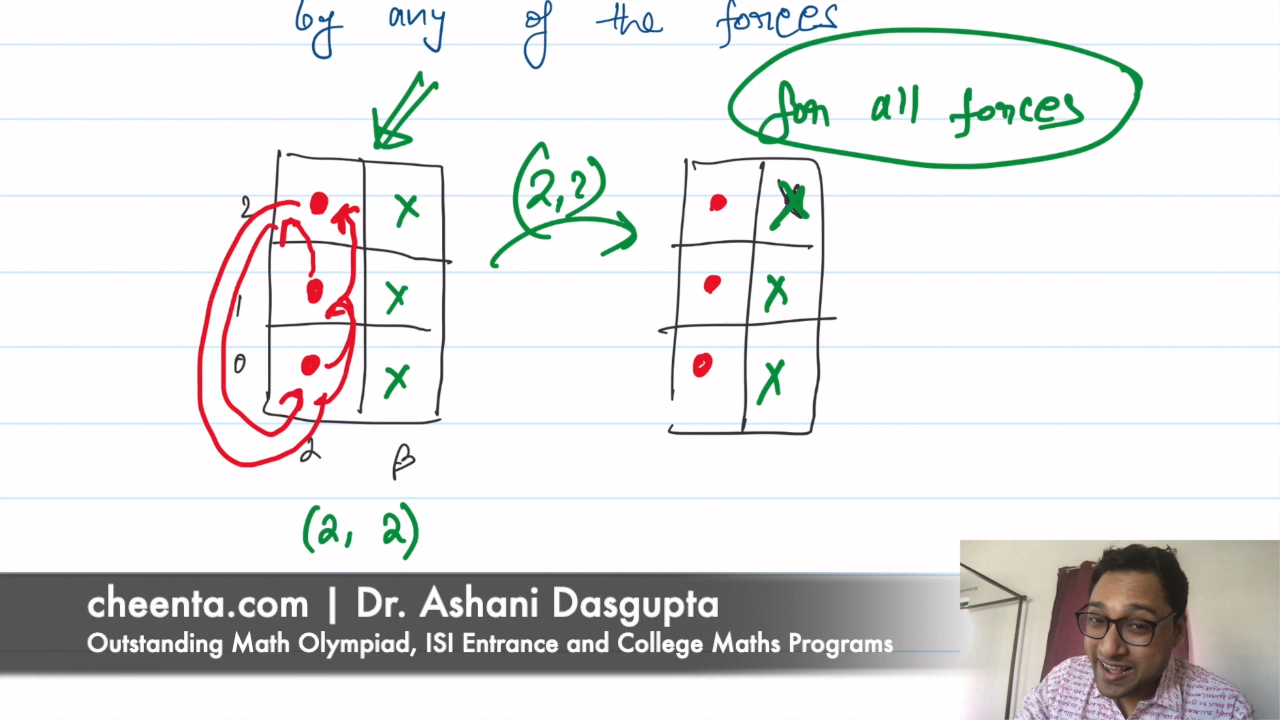 by any of the forces
for all forces
2 X (2,2) X
1 X X
0 X X
2 β
(2, 2)
cheenta.com | Dr. Ashani Dasgupta
Outstanding Math Olympiad, ISI Entrance and College Maths Programs